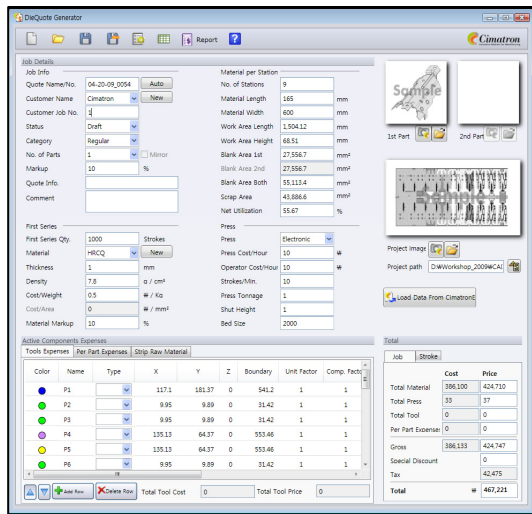 DieQuote Generator
Report
Cimatron
Job Details
Job Info
Quote Name/No. 04-20-09_0054 Auto
Customer Name Cimatron New
Customer Job No. 1
Status Draft
Category Regular
No. of Parts 1 Mirror
Markup 10 %
Quote Info.
Comment
Material per Station
No. of Stations 9
Material Length 165 mm
Material Width 600 mm
Work Area Length 1,504.12 mm
Work Area Height 68.51 mm
Blank Area 1st 27,556.7 mm²
Blank Area 2nd 27,556.7 mm²
Blank Area Both 55,113.4 mm²
Scrap Area 43,886.6 mm²
Net Utilization 55.67 %
Sample
1st Part
2nd Part
Sample
Project image
Project path D:₩Workshop_2009₩CAI
Load Data From CimatronE
First Series
First Series Qty. 1000 Strokes
Material HRCQ New
Thickness 1 mm
Density 7.8 g / cm³
Cost/Weight 0.5 ₩ / Kg
Cost/Area 0 ₩ / mm²
Material Markup 10 %
Press
Press Electronic
Press Cost/Hour 10 ₩
Operator Cost/Hour 10 ₩
Strokes/Min. 10
Press Tonnage 1
Shut Height 1
Bed Size 2000
Active Components Expenses
Tools Expenses Per Part Expenses Strip Raw Material
Color Name Type X Y Z Boundary Unit Factor Comp. Facto
P1 117.1 181.37 0 541.2 1 1
P2 9.95 9.89 0 31.42 1 1
P3 9.95 9.89 0 31.42 1 1
P4 135.13 64.37 0 553.46 1 1
P5 135.13 64.37 0 553.46 1 1
P6 9.95 9.89 0 31.42 1 1
Add Row Delete Row Total Tool Cost 0 Total Tool Price 0
Total
Job Stroke
Cost Price
Total Material 386,100 424,710
Total Press 33 37
Total Tool 0 0
Per Part Expenses 0 0
Gross 386,133 424,747
Special Discount 0
Tax 42,475
Total ₩ 467,221